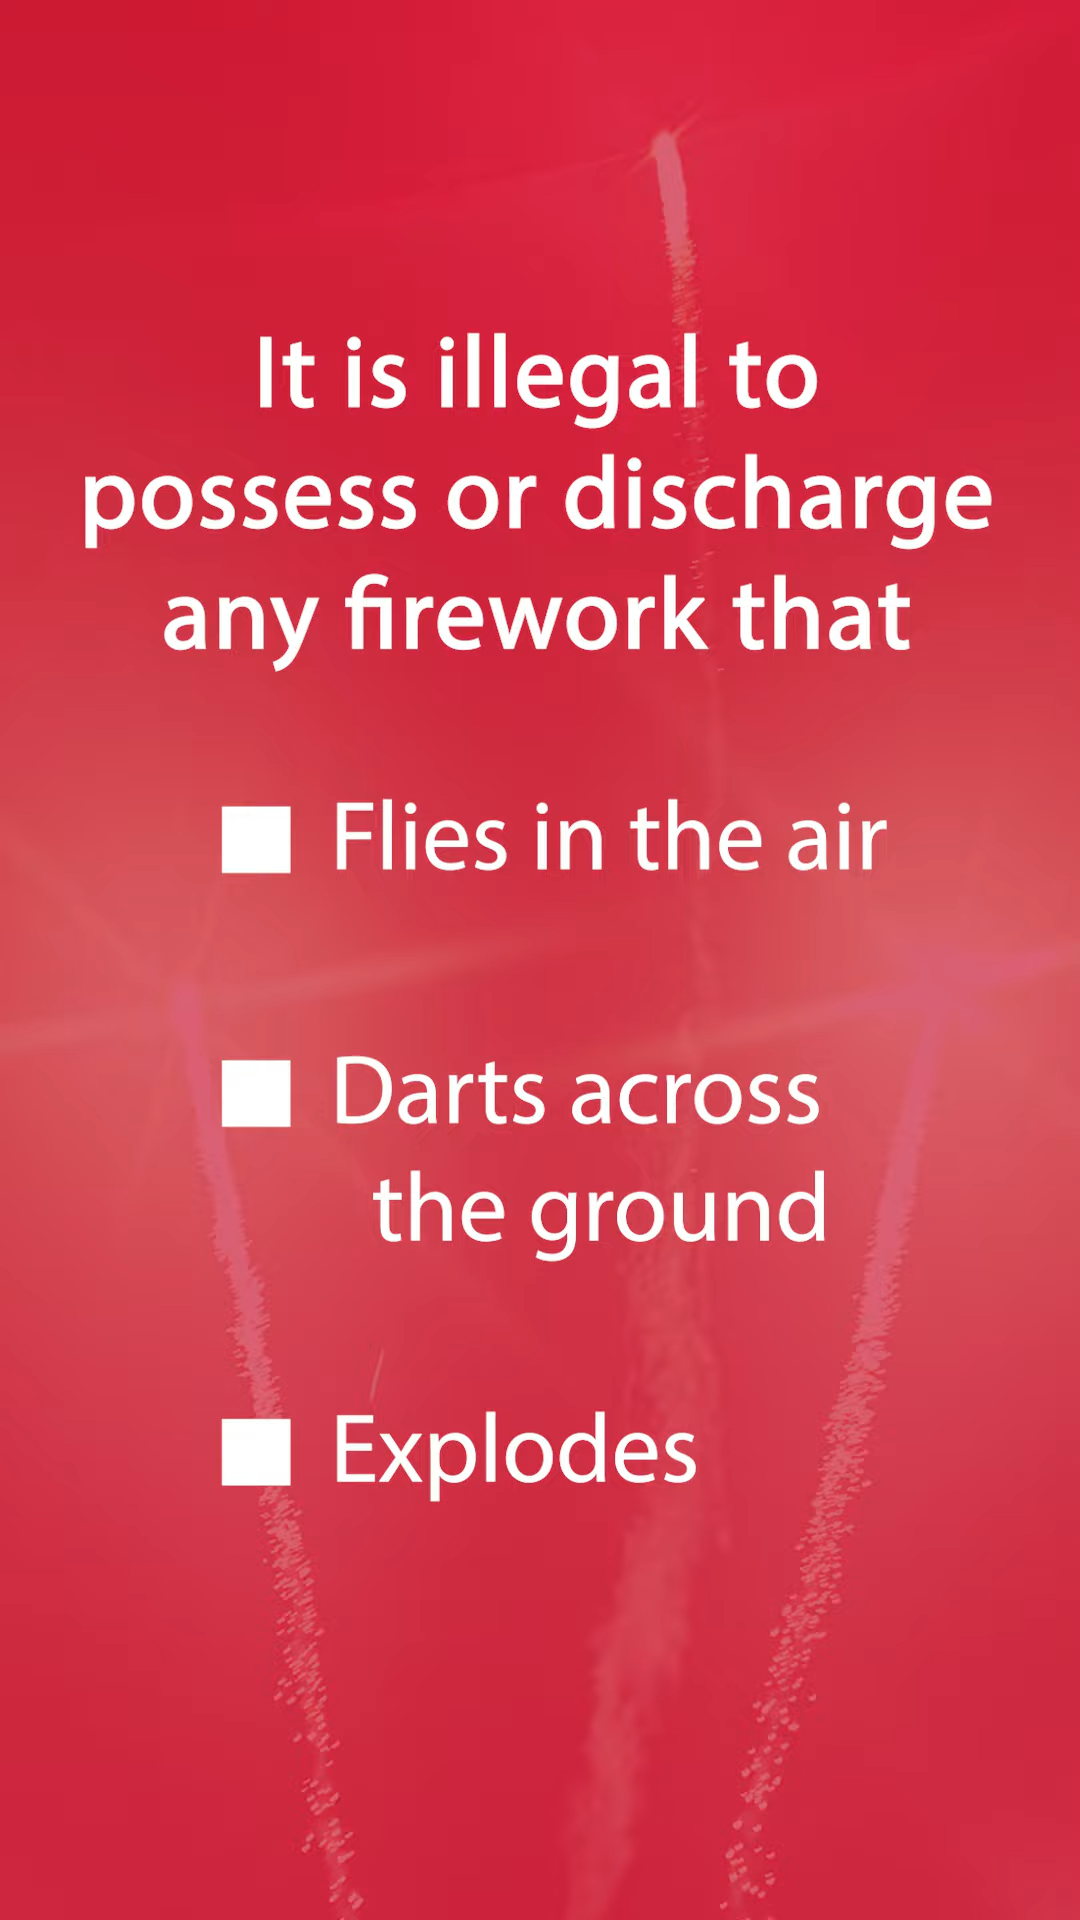 It is illegal to
possess or discharge
any firework that
Flies in the air
Darts across
the ground
Explodes